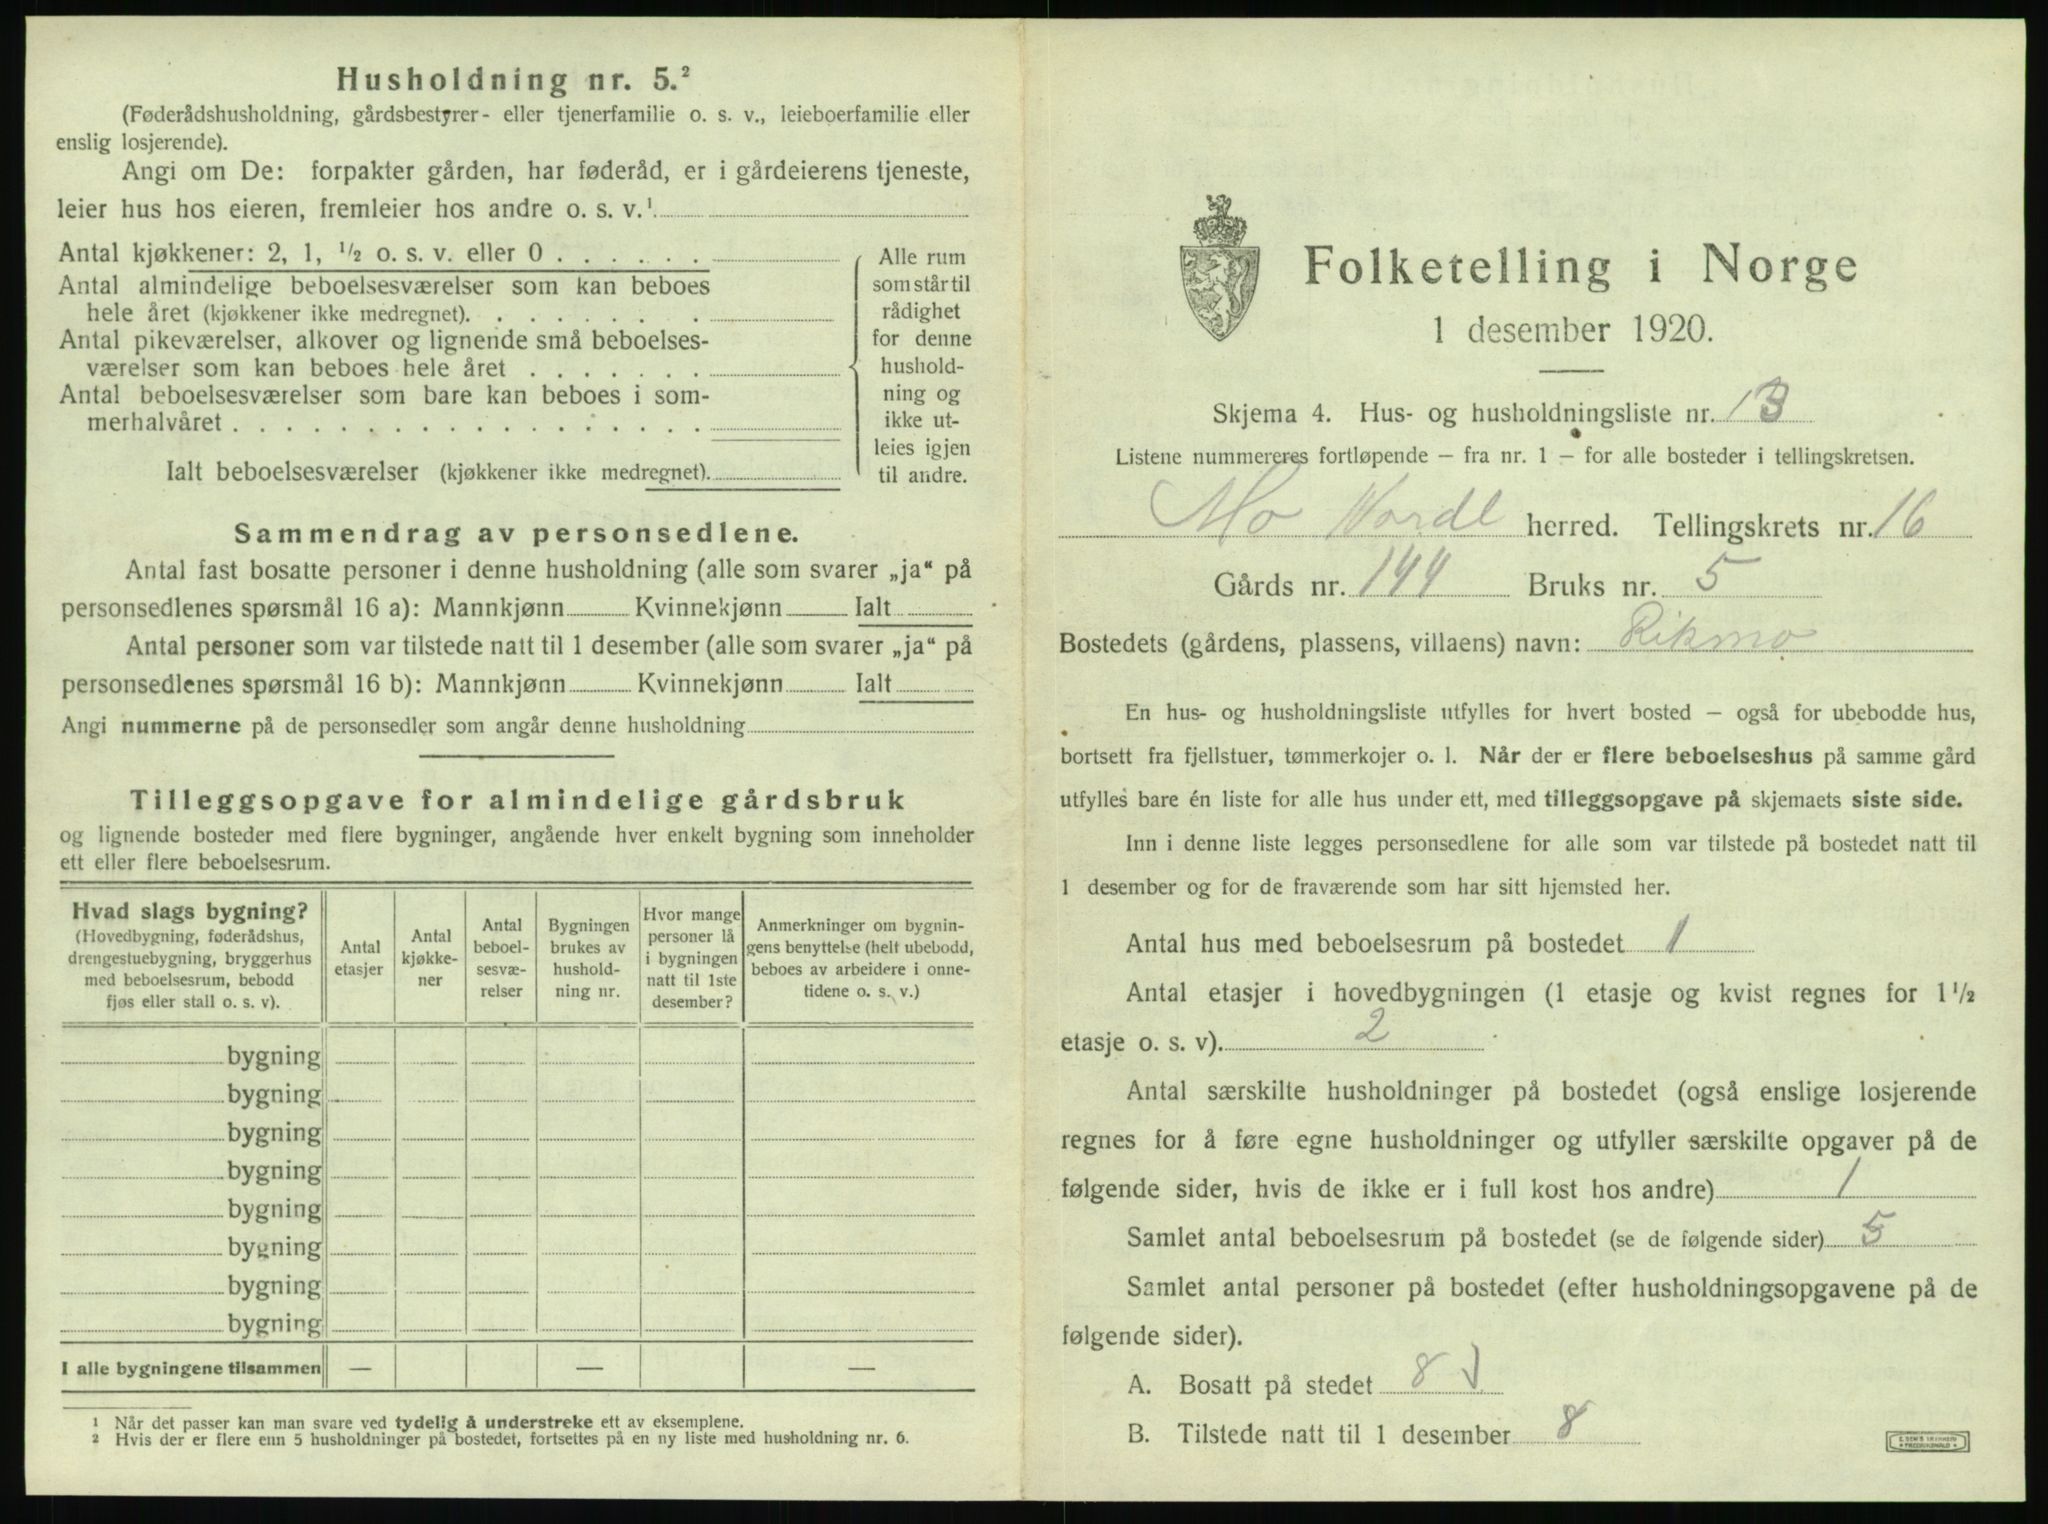 Husholdning nr. 5.²
(Føderådshusholdning, gårdsbestyrer- eller tjenerfamilie o. s. v., leieboerfamilie eller
enslig losjerende).
Angi om De: forpakter gården, har føderåd, er i gårdeierens tjeneste,
leier hus hos eieren, fremleier hos andre o. s. v.¹
Antal kjøkkener: 2, 1, ½ o. s. v. eller 0 . . . . . .
Antal almindelige beboelsesværelser som kan beboes
hele året (kjøkkener ikke medregnet). . . . . . . .
Antal pikeværelser, alkover og lignende små beboelses-
værelser som kan beboes hele året . . . . . . .
Antal beboelsesværelser som bare kan beboes i som-
merhalvåret . . . . . . . . . . . . . . . . . .
Ialt beboelsesværelser (kjøkkener ikke medregnet).
Alle rum
som står til
rådighet
for denne
hushold-
ning og
ikke ut-
leies igjen
til andre.
Sammendrag av personsedlene.
Antal fast bosatte personer i denne husholdning (alle som svarer „ja“ på
personsedlenes spørsmål 16 a): Mannkjønn Kvinnekjønn Ialt
Antal personer som var tilstede natt til 1 desember (alle som svarer „ja“ på
personsedlenes spørsmål 16 b): Mannkjønn Kvinnekjønn Ialt
Angi nummerne på de personsedler som angår denne husholdning
Tilleggsopgave for almindelige gårdsbruk
og lignende bosteder med flere bygninger, angående hver enkelt bygning som inneholder
ett eller flere beboelsesrum.
Hvad slags bygning?
(Hovedbygning, føderådshus,
drengestuebygning, bryggerhus
med beboelsesrum, bebodd
fjøs eller stall o. s. v).
Antal
etasjer
Antal
kjøkke-
ner
Antal
beboel-
sesvæ-
relser
Bygningen
brukes av
hushold-
ning nr.
Hvor mange
personer lå
i bygningen
natt til 1ste
desember?
Anmerkninger om bygnin-
gens benyttelse (helt ubebodd,
beboes av arbeidere i onne-
tidene o. s. v.)
bygning
bygning
bygning
bygning
bygning
bygning
bygning
bygning
I alle bygningene tilsammen — — —
1 Når det passer kan man svare ved tydelig å understreke ett av eksemplene.
2 Hvis der er flere enn 5 husholdninger på bostedet, fortsettes på en ny liste med husholdning nr. 6.
Folketelling i Norge
1 desember 1920.
Skjema 4. Hus- og husholdningsliste nr. 13
Listene nummereres fortløpende – fra nr. 1 – for alle bosteder i tellingskretsen.
Mo Nordl herred. Tellingskrets nr. 16
Gårds nr. 144 Bruks nr. 5
Bostedets (gårdens, plassens, villaens) navn: Rikmo
En hus- og husholdningsliste utfylles for hvert bosted – også for ubebodde hus,
bortsett fra fjellstuer, tømmerkojer o. l. Når der er flere beboelseshus på samme gård
utfylles bare én liste for alle hus under ett, med tilleggsopgave på skjemaets siste side.
Inn i denne liste legges personsedlene for alle som var tilstede på bostedet natt til
1 desember og for de fraværende som har sitt hjemsted her.
Antal hus med beboelsesrum på bostedet 1
Antal etasjer i hovedbygningen (1 etasje og kvist regnes for 1½
etasje o. s. v). 2
Antal særskilte husholdninger på bostedet (også enslige losjerende
regnes for å føre egne husholdninger og utfyller særskilte opgaver på de
følgende sider, hvis de ikke er i full kost hos andre) 1
Samlet antal beboelsesrum på bostedet (se de følgende sider) 5
Samlet antal personer på bostedet (efter husholdningsopgavene på de
følgende sider).
A. Bosatt på stedet 8
B. Tilstede natt til 1 desember 8